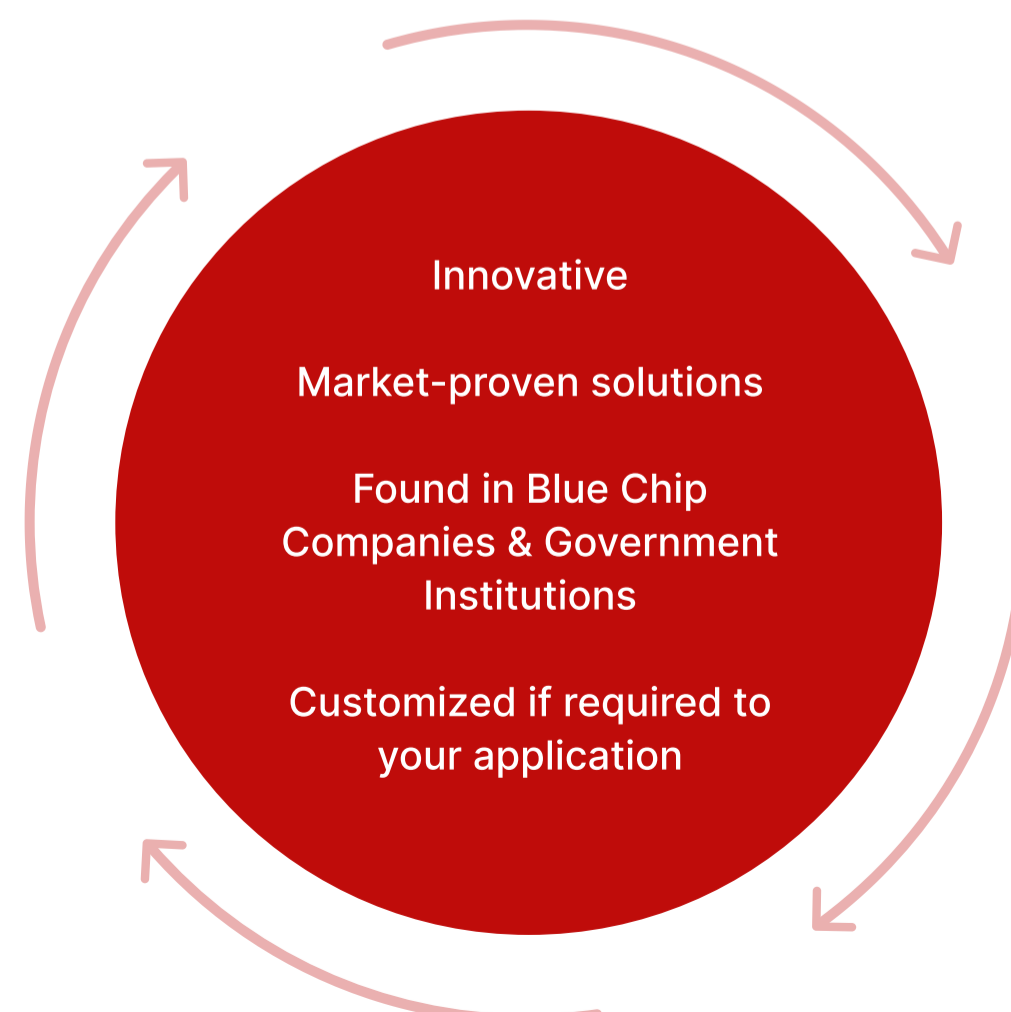 Innovative
Market-proven solutions
Found in Blue Chip
Companies & Government
Institutions
Customized if required to
your application